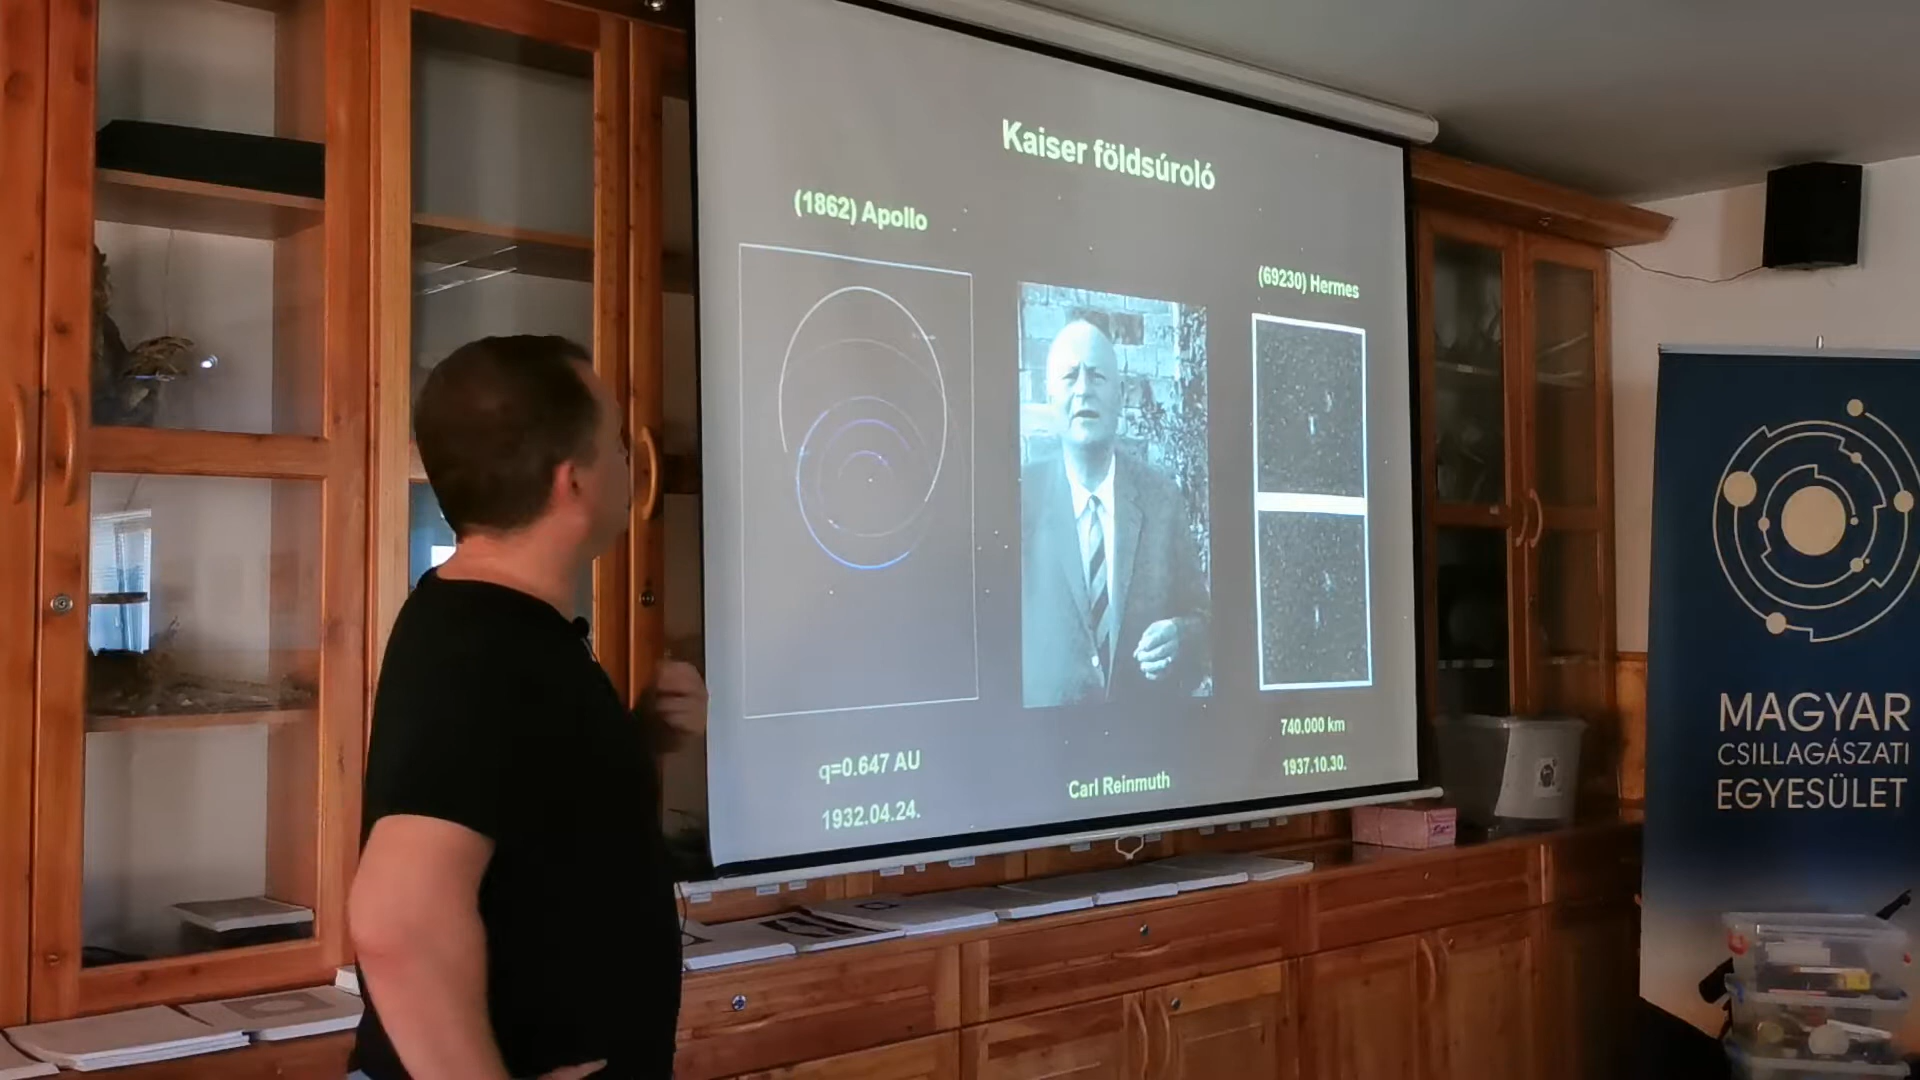 Kaiser földsúroló
(1862) Apollo
(69230) Hermes
q=0.647 AU
1932.04.24.
Carl Reinmuth
740.000 km
1937.10.30.
MAGYAR
CSILLAGÁSZATI
EGYESÜLET